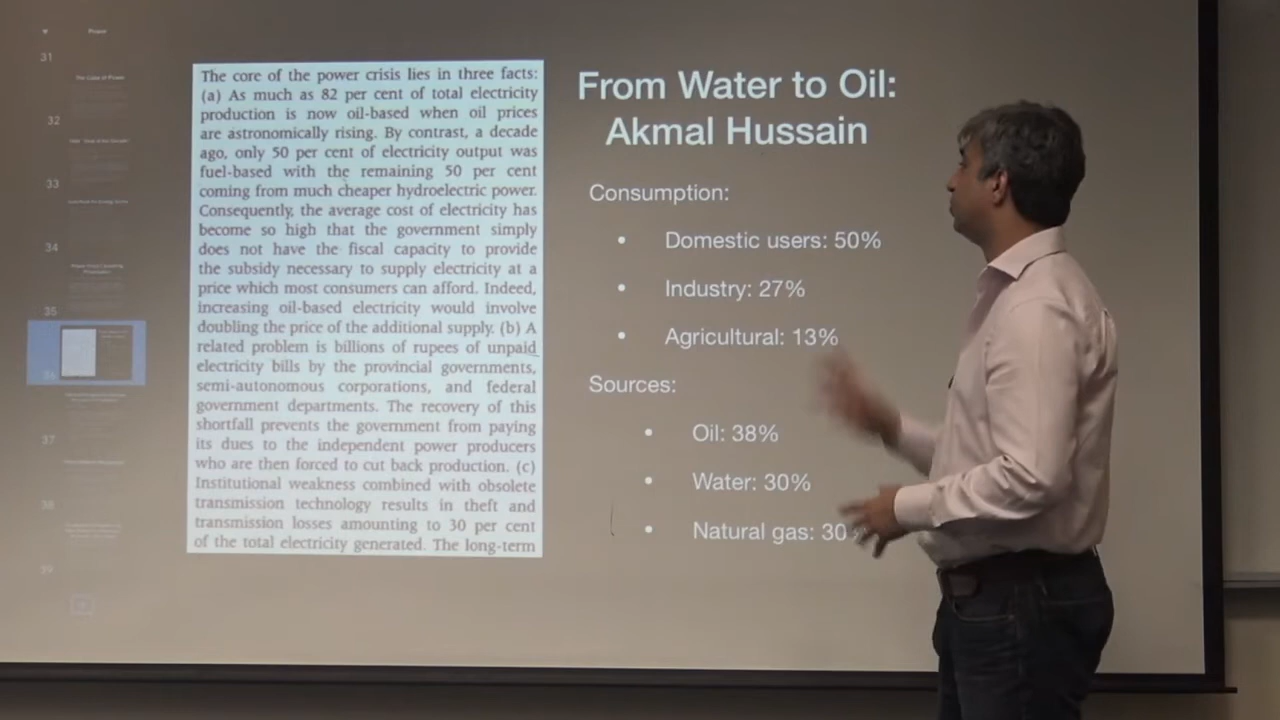 Power
31
The Case of Power
32
33
34
35
37
38
39
The core of the power crisis lies in three facts:
(a) As much as 82 per cent of total electricity
production is now oil-based when oil prices
are astronomically rising. By contrast, a decade
ago, only 50 per cent of electricity output was
fuel-based with the remaining 50 per cent
coming from much cheaper hydroelectric power.
Consequently, the average cost of electricity has
become so high that the government simply
does not have the fiscal capacity to provide
the subsidy necessary to supply electricity at a
price which most consumers can afford. Indeed,
increasing oil-based electricity would involve
doubling the price of the additional supply. (b) A
related problem is billions of rupees of unpaid
electricity bills by the provincial governments,
semi-autonomous corporations, and federal
government departments. The recovery of this
shortfall prevents the government from paying
its dues to the independent power producers
who are then forced to cut back production. (c)
Institutional weakness combined with obsolete
transmission technology results in theft and
transmission losses amounting to 30 per cent
of the total electricity generated. The long-term
From Water to Oil:
Akmal Hussain
Consumption:
• Domestic users: 50%
• Industry: 27%
• Agricultural: 13%
Sources:
• Oil: 38%
• Water: 30%
• Natural gas: 30